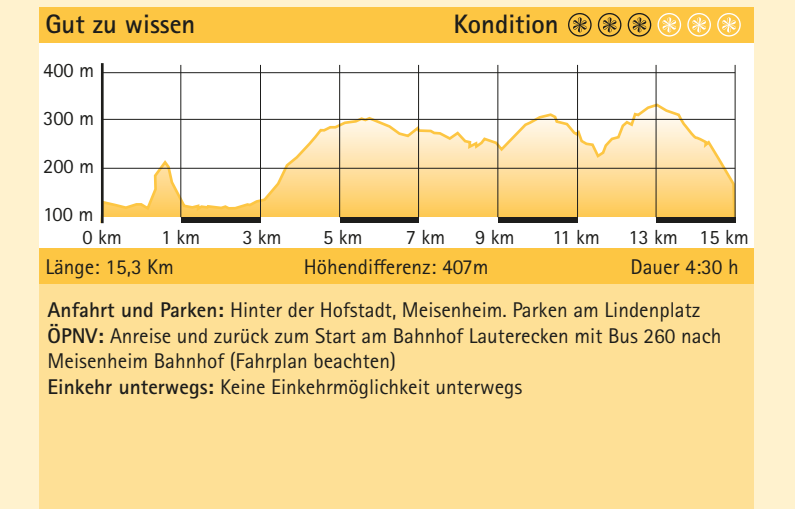 Gut zu wissen Kondition
400 m
300 m
200 m
100 m
0 km 1 km 3 km 5 km 7 km 9 km 11 km 13 km 15 km
Länge: 15,3 Km Höhendifferenz: 407m Dauer 4:30 h
Anfahrt und Parken: Hinter der Hofstadt, Meisenheim. Parken am Lindenplatz
ÖPNV: Anreise und zurück zum Start am Bahnhof Lauterecken mit Bus 260 nach
Meisenheim Bahnhof (Fahrplan beachten)
Einkehr unterwegs: Keine Einkehrmöglichkeit unterwegs